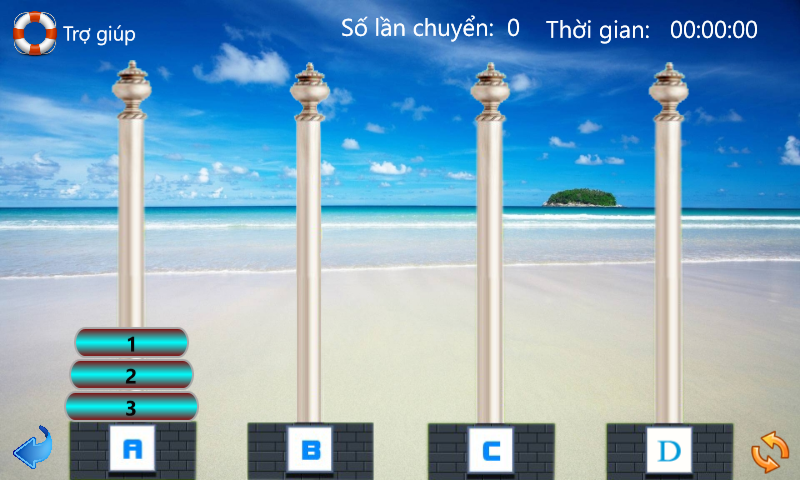 Trợ giúp
Số lần chuyển: 0
Thời gian: 00:00:00
1
2
3
A
B
C
D